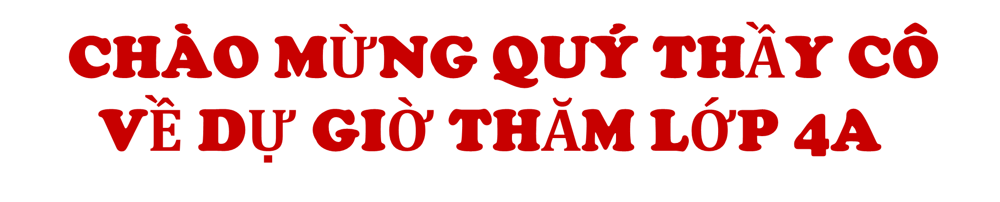 CHÀO MỪNG QUÝ THẦY CÔ
VỀ DỰ GIỜ THĂM LỚP 4A